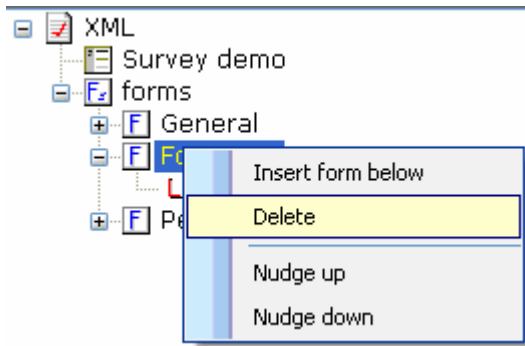 XML
Survey demo
forms
General
Insert form below
Delete
Nudge up
Nudge down